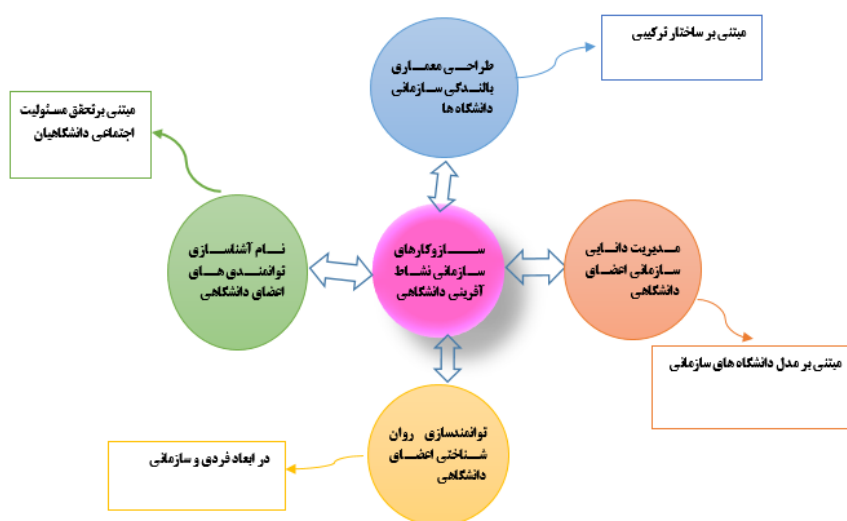 طراحی معماری
بالندگی سازمانی
دانشگاه ها
مبتنی بر ساختار ترکیبی
مبتنی برتحقق مسئولیت
اجتماعی دانشگاهیان
نام آشناسازی
توانمندی های
اعضای دانشگاهی
سازوکارهای
سازمانی نشاط
آفرینی دانشگاهی
مدیریت دانایی
سازمانی اعضای
دانشگاهی
مبتنی بر مدل دانشگاه های سازمانی
توانمندسازی روان
شناختی اعضای
دانشگاهی
در ابعاد فردی و سازمانی